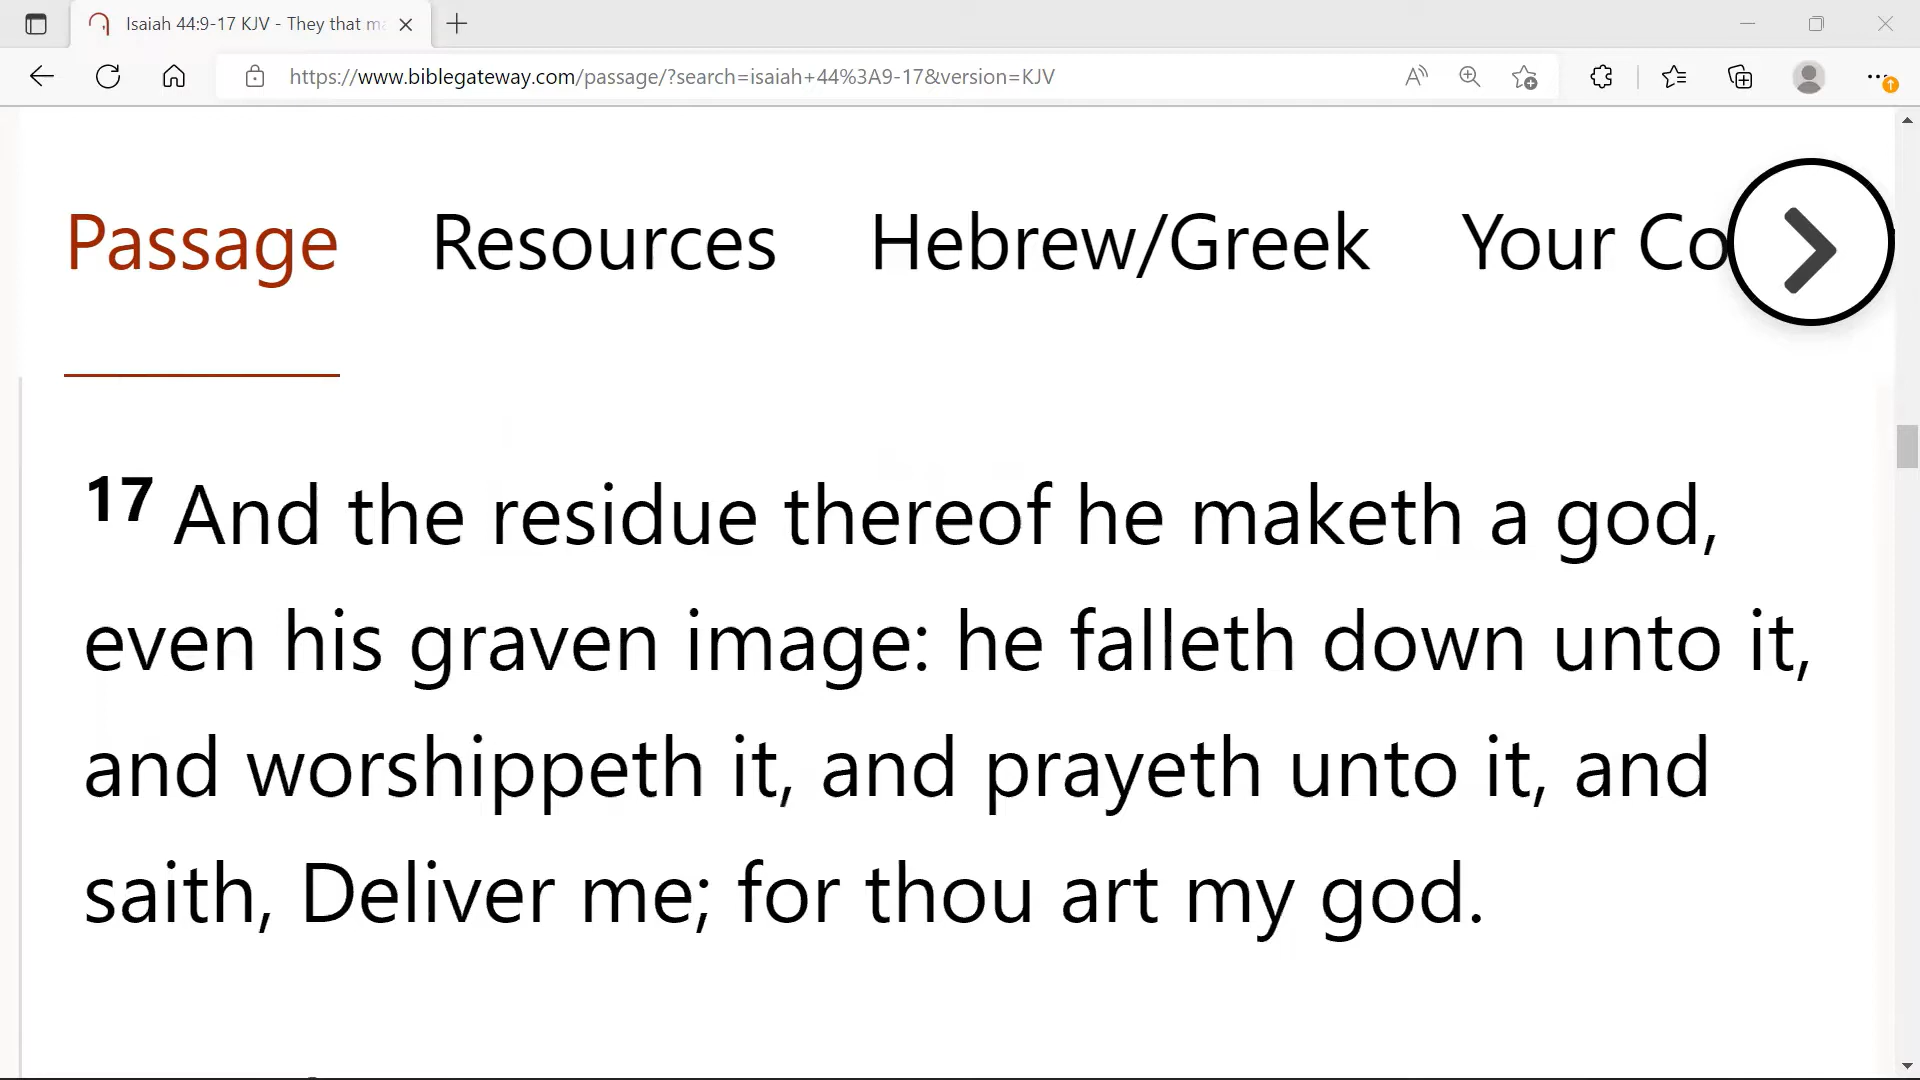 Isaiah 44:9-17 KJV - They that ma
https://www.biblegateway.com/passage/?search=isaiah+44%3A9-17&version=KJV
Passage Resources Hebrew/Greek Your Co
17 And the residue thereof he maketh a god,
even his graven image: he falleth down unto it,
and worshippeth it, and prayeth unto it, and
saith, Deliver me; for thou art my god.